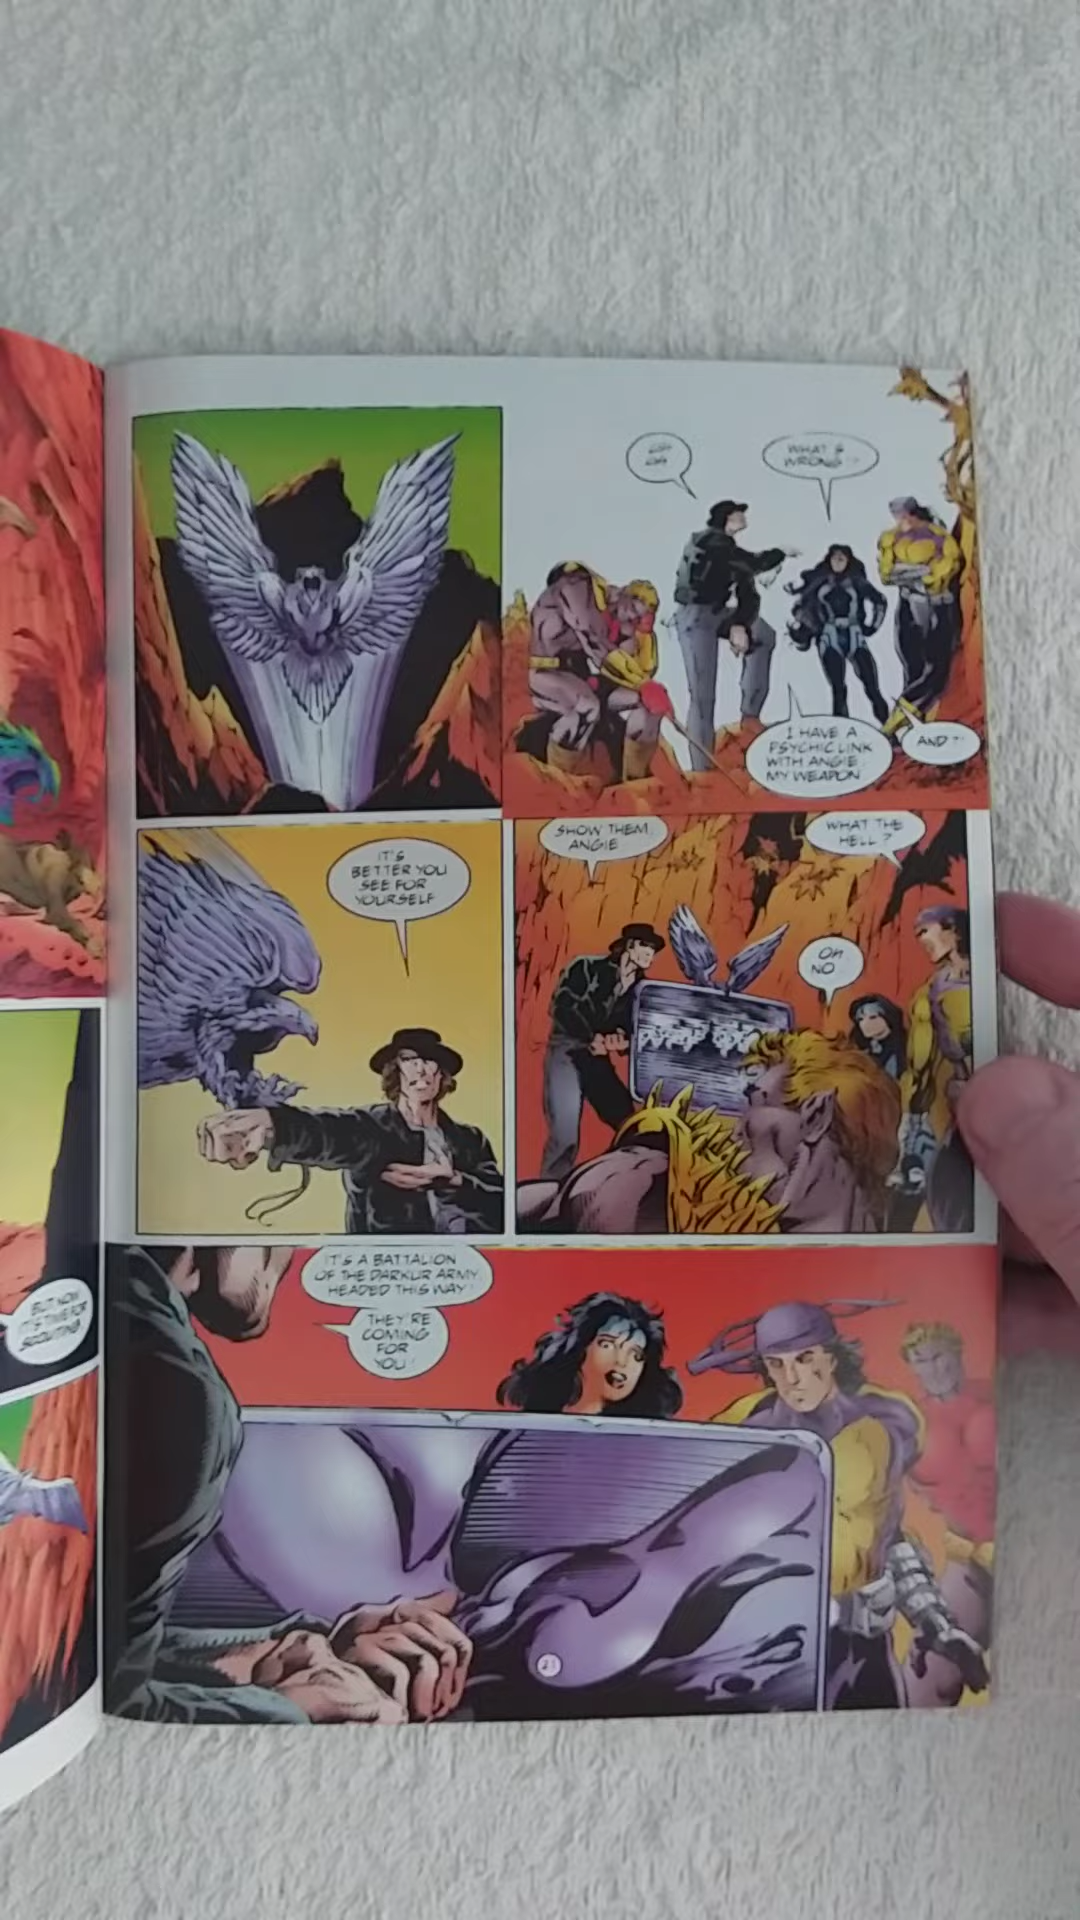 BUT NOW
IT'S TIME FOR
SCOUTING
UH
OH
WHAT'S
WRONG?
I HAVE A
PSYCHIC LINK
WITH ANGIE
MY WEAPON
AND?
IT'S
BETTER YOU
SEE FOR
YOURSELF
SHOW THEM,
ANGIE
WHAT THE
HELL?
OH
NO
IT'S A BATTALION
OF THE DARKUR ARMY
HEADED THIS WAY!
THEY'RE
COMING
FOR
YOU!